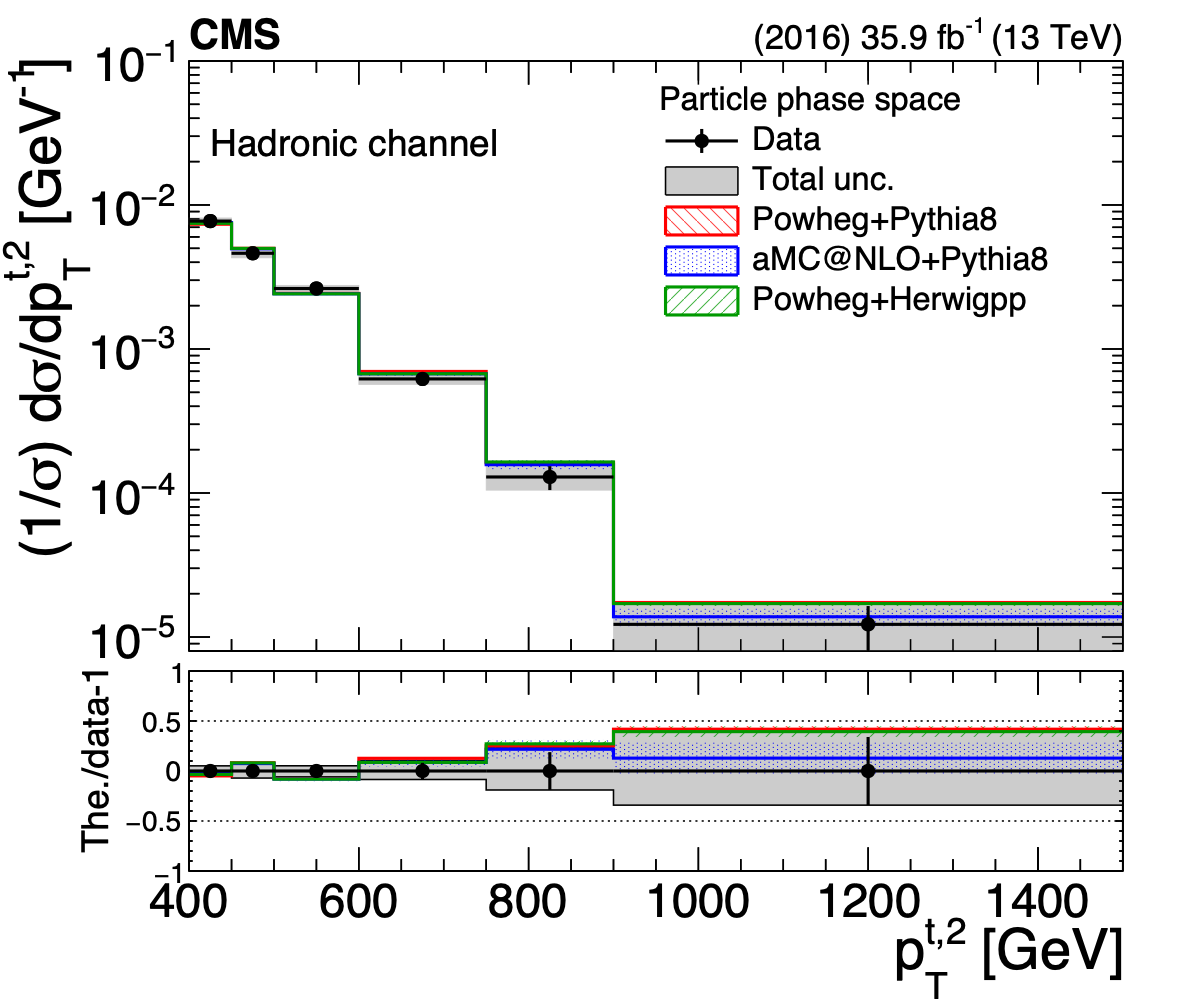 CMS (2016) 35.9 fb⁻¹ (13 TeV)
10⁻¹
Particle phase space
Hadronic channel
Data
Total unc.
10⁻²
Powheg+Pythia8
aMC@NLO+Pythia8
Powheg+Herwigpp
10⁻³
10⁻⁴
10⁻⁵
(1/σ) dσ/dp_T^{t,2} [GeV⁻¹]
1
0.5
0
−0.5
−1
The./data-1
400 600 800 1000 1200 1400
p_T^{t,2} [GeV]